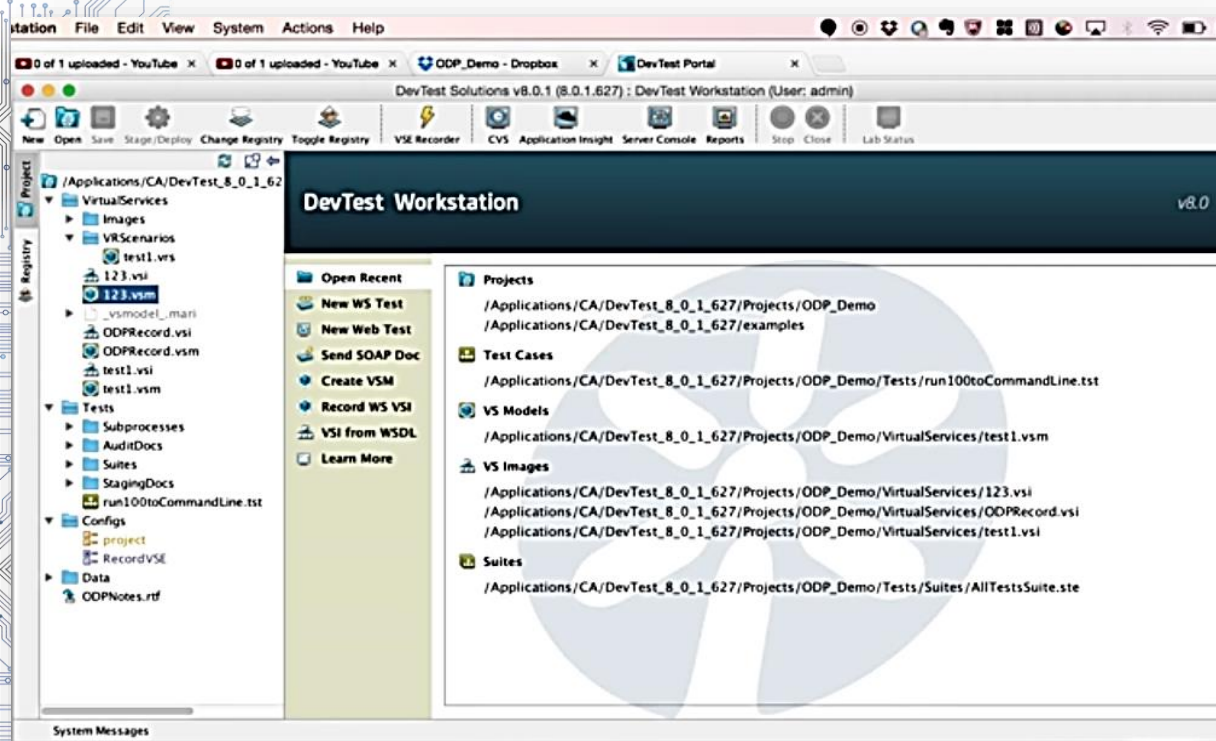 station File Edit View System Actions Help
0 of 1 uploaded - YouTube × 0 of 1 uploaded - YouTube × ODP_Demo - Dropbox × DevTest Portal ×
DevTest Solutions v8.0.1 (8.0.1.627) : DevTest Workstation (User: admin)
New Open Save Stage/Deploy Change Registry Toggle Registry VSE Recorder CVS Application Insight Server Console Reports Stop Close Lab Status
Project
Registry
/Applications/CA/DevTest_8_0_1_62
VirtualServices
Images
VRScenarios
test1.vrs
123.vsi
123.vsm
_vsmodel_.mari
ODPRecord.vsi
ODPRecord.vsm
test1.vsi
test1.vsm
Tests
Subprocesses
AuditDocs
Suites
StagingDocs
run100toCommandLine.tst
Configs
project
RecordVSE
Data
ODPNotes.rtf
DevTest Workstation
v8.0
Open Recent
New WS Test
New Web Test
Send SOAP Doc
Create VSM
Record WS VSI
VSI from WSDL
Learn More
Projects
/Applications/CA/DevTest_8_0_1_627/Projects/ODP_Demo
/Applications/CA/DevTest_8_0_1_627/examples
Test Cases
/Applications/CA/DevTest_8_0_1_627/Projects/ODP_Demo/Tests/run100toCommandLine.tst
VS Models
/Applications/CA/DevTest_8_0_1_627/Projects/ODP_Demo/VirtualServices/test1.vsm
VS Images
/Applications/CA/DevTest_8_0_1_627/Projects/ODP_Demo/VirtualServices/123.vsi
/Applications/CA/DevTest_8_0_1_627/Projects/ODP_Demo/VirtualServices/ODPRecord.vsi
/Applications/CA/DevTest_8_0_1_627/Projects/ODP_Demo/VirtualServices/test1.vsi
Suites
/Applications/CA/DevTest_8_0_1_627/Projects/ODP_Demo/Tests/Suites/AllTestsSuite.ste
System Messages